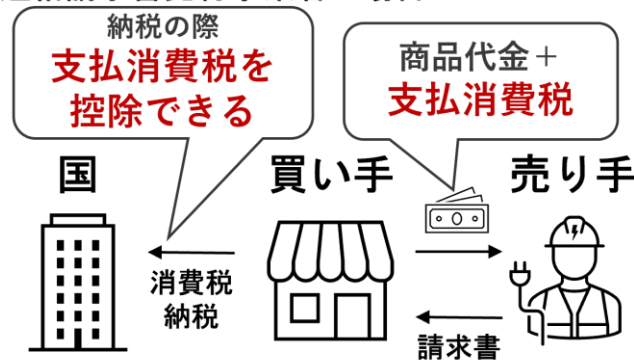 納税の際
支払消費税を
控除できる
商品代金＋
支払消費税
国
買い手
売り手
消費税
納税
請求書